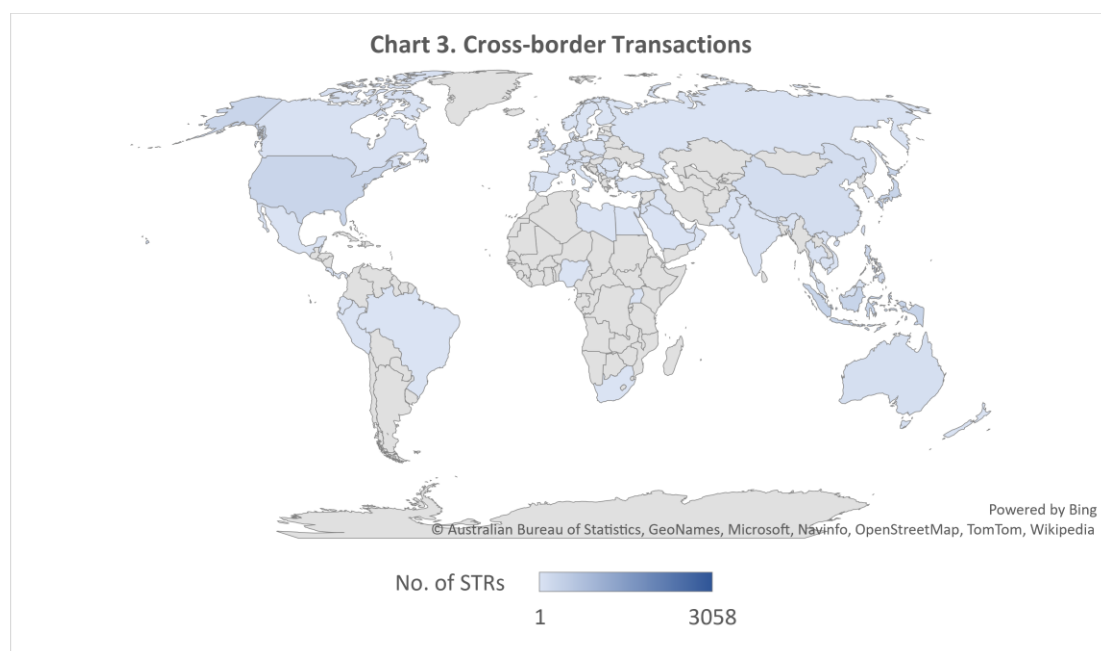 Chart 3. Cross-border Transactions
Powered by Bing
© Australian Bureau of Statistics, GeoNames, Microsoft, Navinfo, OpenStreetMap, TomTom, Wikipedia
No. of STRs
1 3058